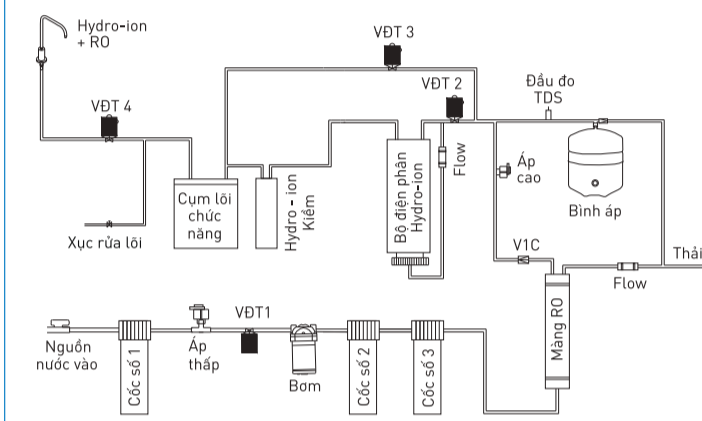 Hydro-ion
+ RO
VĐT 3
VĐT 2
Đầu đo
TDS
VĐT 4
Flow
Áp
cao
Bình áp
Cụm lõi
chức
năng
Hydro - ion
Kiềm
Bộ điện phân
Hydro-ion
Xục rửa lõi
V1C
Thải
Flow
Màng RO
VĐT1
Nguồn
nước vào
Cốc số 1
Áp
thấp
Bơm
Cốc số 2
Cốc số 3